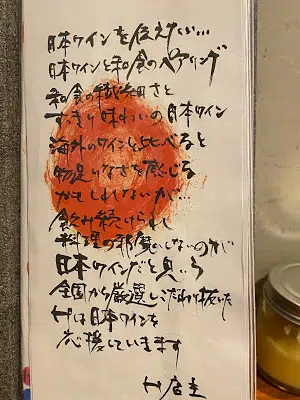 日本ワインを伝えたい…
日本ワインと和食のペアリング
和食の繊細さと
すっきり味わいの日本ワイン
海外のワインと比べると
物足りなさを感じる
かもしれないが…
飲み続けられ
料理の邪魔をしないのが
日本ワインだと思う
全国から厳選しこだわり抜いた
は日本ワインを
応援していきます
店主